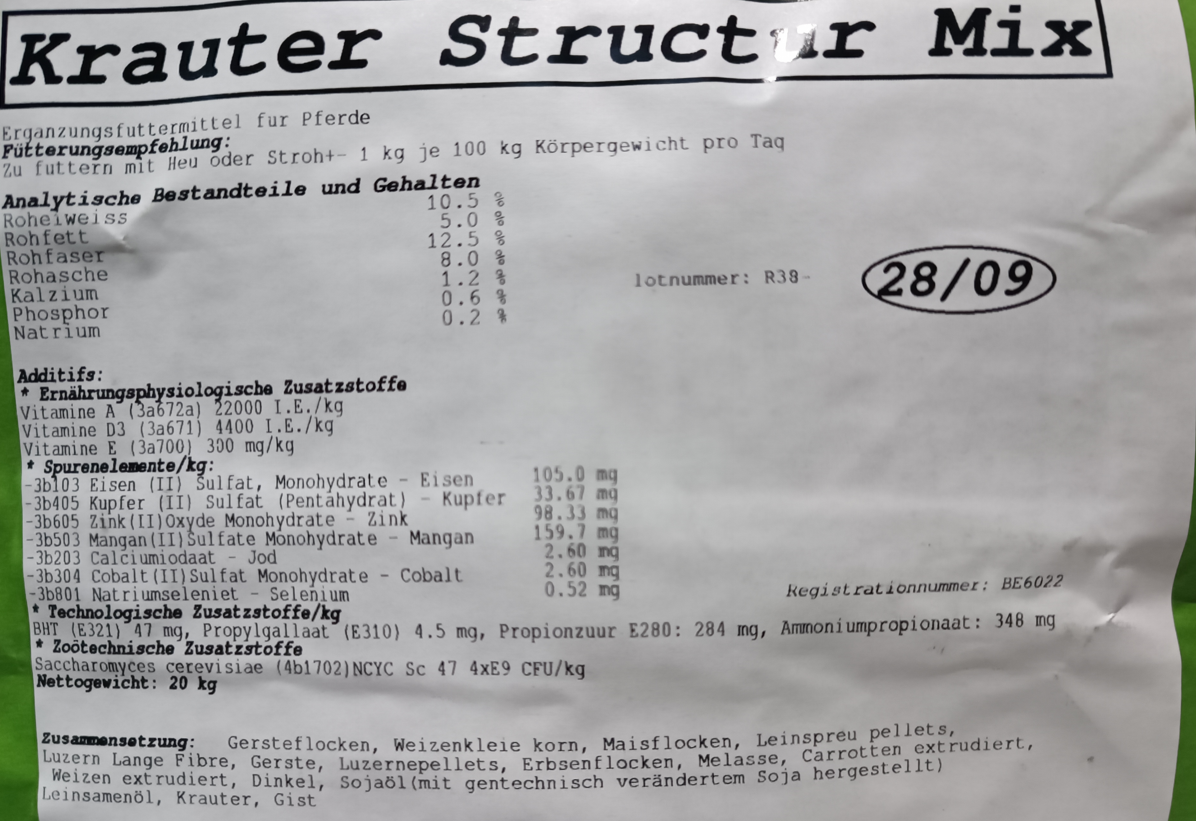 Krauter Structur Mix
Erganzungsfuttermittel fur Pferde
Fütterungsempfehlung:
Zu futtern mit Heu oder Stroh+- 1 kg je 100 kg Körpergewicht pro Tag
Analytische Bestandteile und Gehalten
Roheiweiss 10.5 %
Rohfett 5.0 %
Rohfaser 12.5 %
Rohasche 8.0 %
Kalzium 1.2 %
Phosphor 0.6 %
Natrium 0.2 %
lotnummer: R38-
28/09
Additifs:
* Ernährungsphysiologische Zusatzstoffe
Vitamine A (3a672a) 22000 I.E./kg
Vitamine D3 (3a671) 4400 I.E./kg
Vitamine E (3a700) 300 mg/kg
* Spurenelemente/kg:
-3b103 Eisen (II) Sulfat, Monohydrate - Eisen 105.0 mg
-3b405 Kupfer (II) Sulfat (Pentahydrat) - Kupfer 33.67 mg
-3b605 Zink(II)Oxyde Monohydrate - Zink 98.33 mg
-3b503 Mangan(II)Sulfate Monohydrate - Mangan 159.7 mg
-3b203 Calciumiodaat - Jod 2.60 mg
-3b304 Cobalt(II)Sulfat Monohydrate - Cobalt 2.60 mg
-3b801 Natriumseleniet - Selenium 0.52 mg
Registrationnummer: BE6022
* Technologische Zusatzstoffe/kg
BHT (E321) 47 mg, Propylgallaat (E310) 4.5 mg, Propionzuur E280: 284 mg, Ammoniumpropionaat: 348 mg
* Zoötechnische Zusatzstoffe
Saccharomyces cerevisiae (4b1702)NCYC Sc 47 4xE9 CFU/kg
Nettogewicht: 20 kg
Zusammensetzung: Gersteflocken, Weizenkleie korn, Maisflocken, Leinspreu pellets,
Luzern Lange Fibre, Gerste, Luzernepellets, Erbsenflocken, Melasse, Carrotten extrudiert,
Weizen extrudiert, Dinkel, Sojaöl(mit gentechnisch verändertem Soja hergestellt)
Leinsamenöl, Krauter, Gist